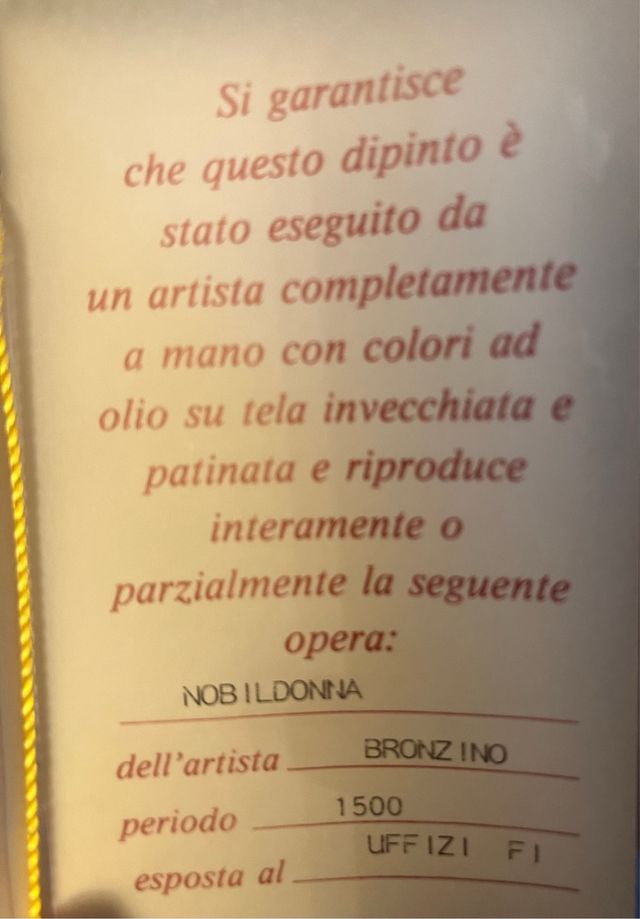 Si garantisce
che questo dipinto è
stato eseguito da
un artista completamente
a mano con colori ad
olio su tela invecchiata e
patinata e riproduce
interamente o
parzialmente la seguente
opera:
NOBILDONNA
dell'artista BRONZINO
periodo 1500
esposta al UFFIZI FI